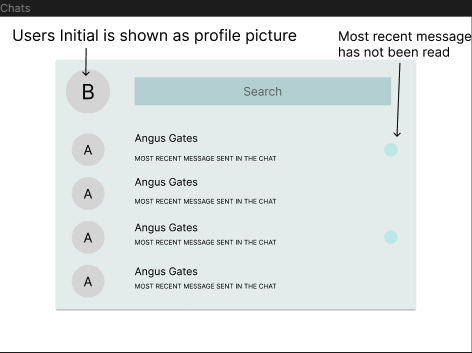 Chats
Users Initial is shown as profile picture
Most recent message
has not been read
B
Search
A
Angus Gates
MOST RECENT MESSAGE SENT IN THE CHAT
A
Angus Gates
MOST RECENT MESSAGE SENT IN THE CHAT
A
Angus Gates
MOST RECENT MESSAGE SENT IN THE CHAT
A
Angus Gates
MOST RECENT MESSAGE SENT IN THE CHAT